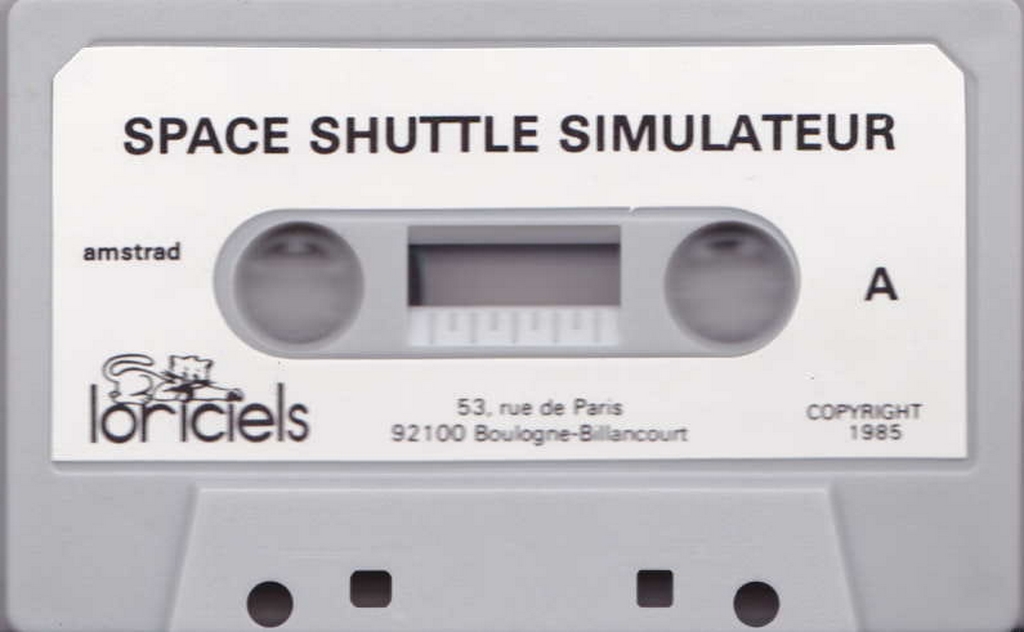 SPACE SHUTTLE SIMULATEUR
amstrad
A
loriciels
53, rue de Paris
92100 Boulogne-Billancourt
COPYRIGHT
1985